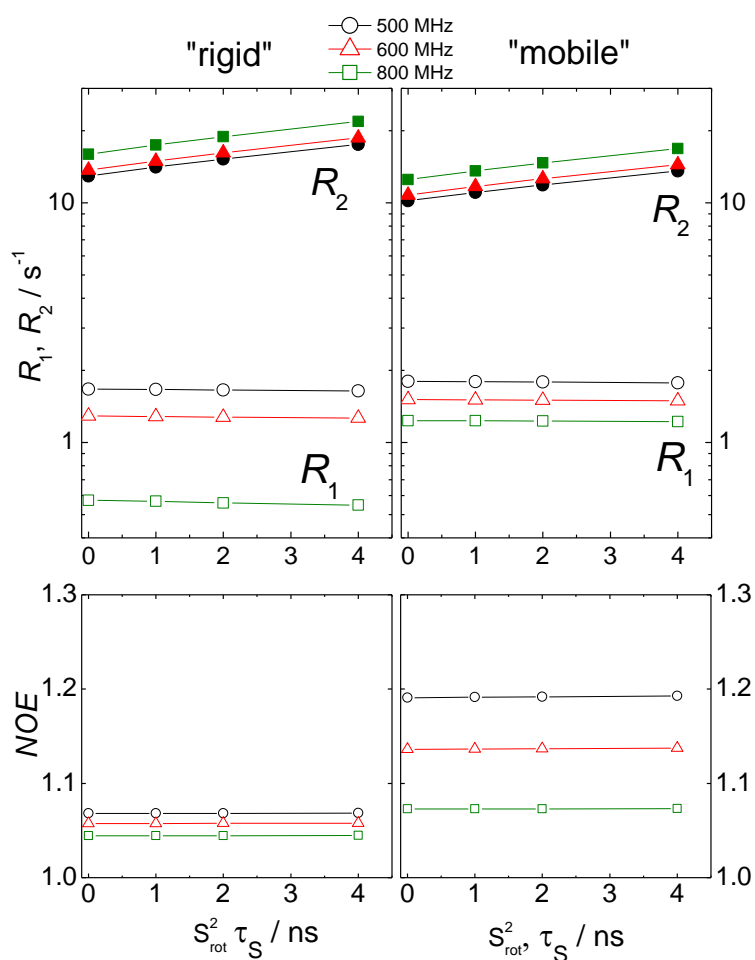 500 MHz
600 MHz
800 MHz
"rigid"
"mobile"
10
1
R₁, R₂ / s⁻¹
R₂
R₁
0 1 2 3 4
R₂
R₁
10
1
0 1 2 3 4
1.3
1.2
1.1
1.0
NOE
0 1 2 3 4
S²rot τS / ns
1.3
1.2
1.1
1.0
0 1 2 3 4
S²rot, τS / ns